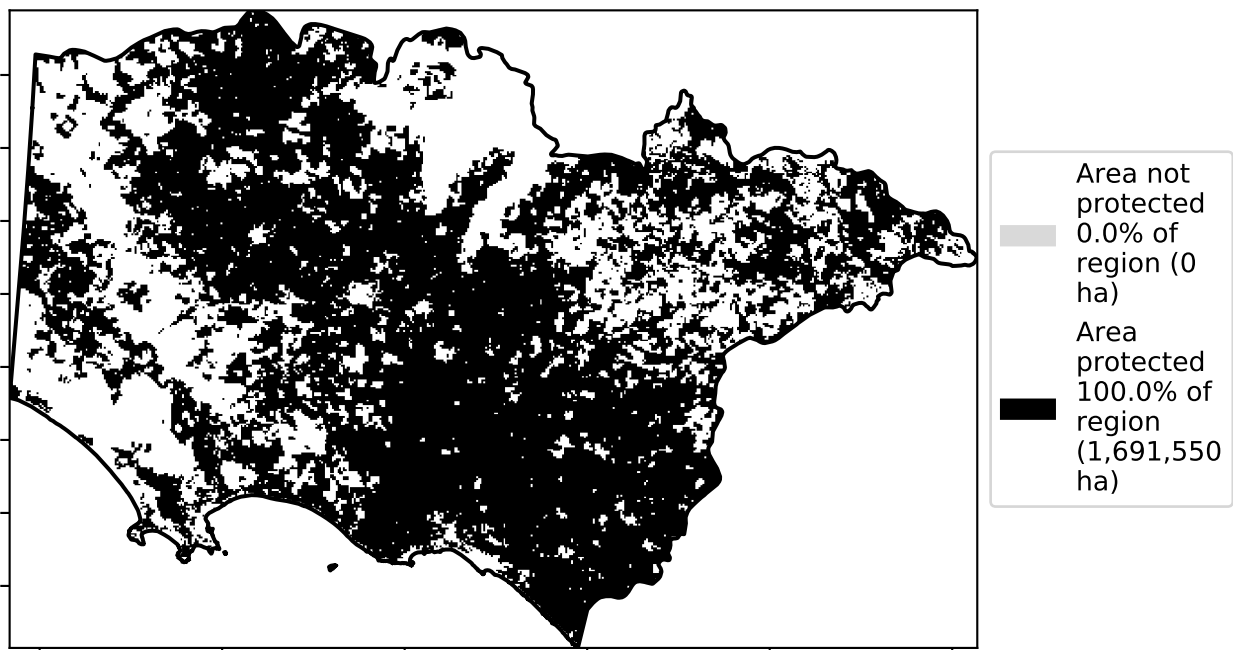 Area not
protected
0.0% of
region (0
ha)
Area
protected
100.0% of
region
(1,691,550
ha)